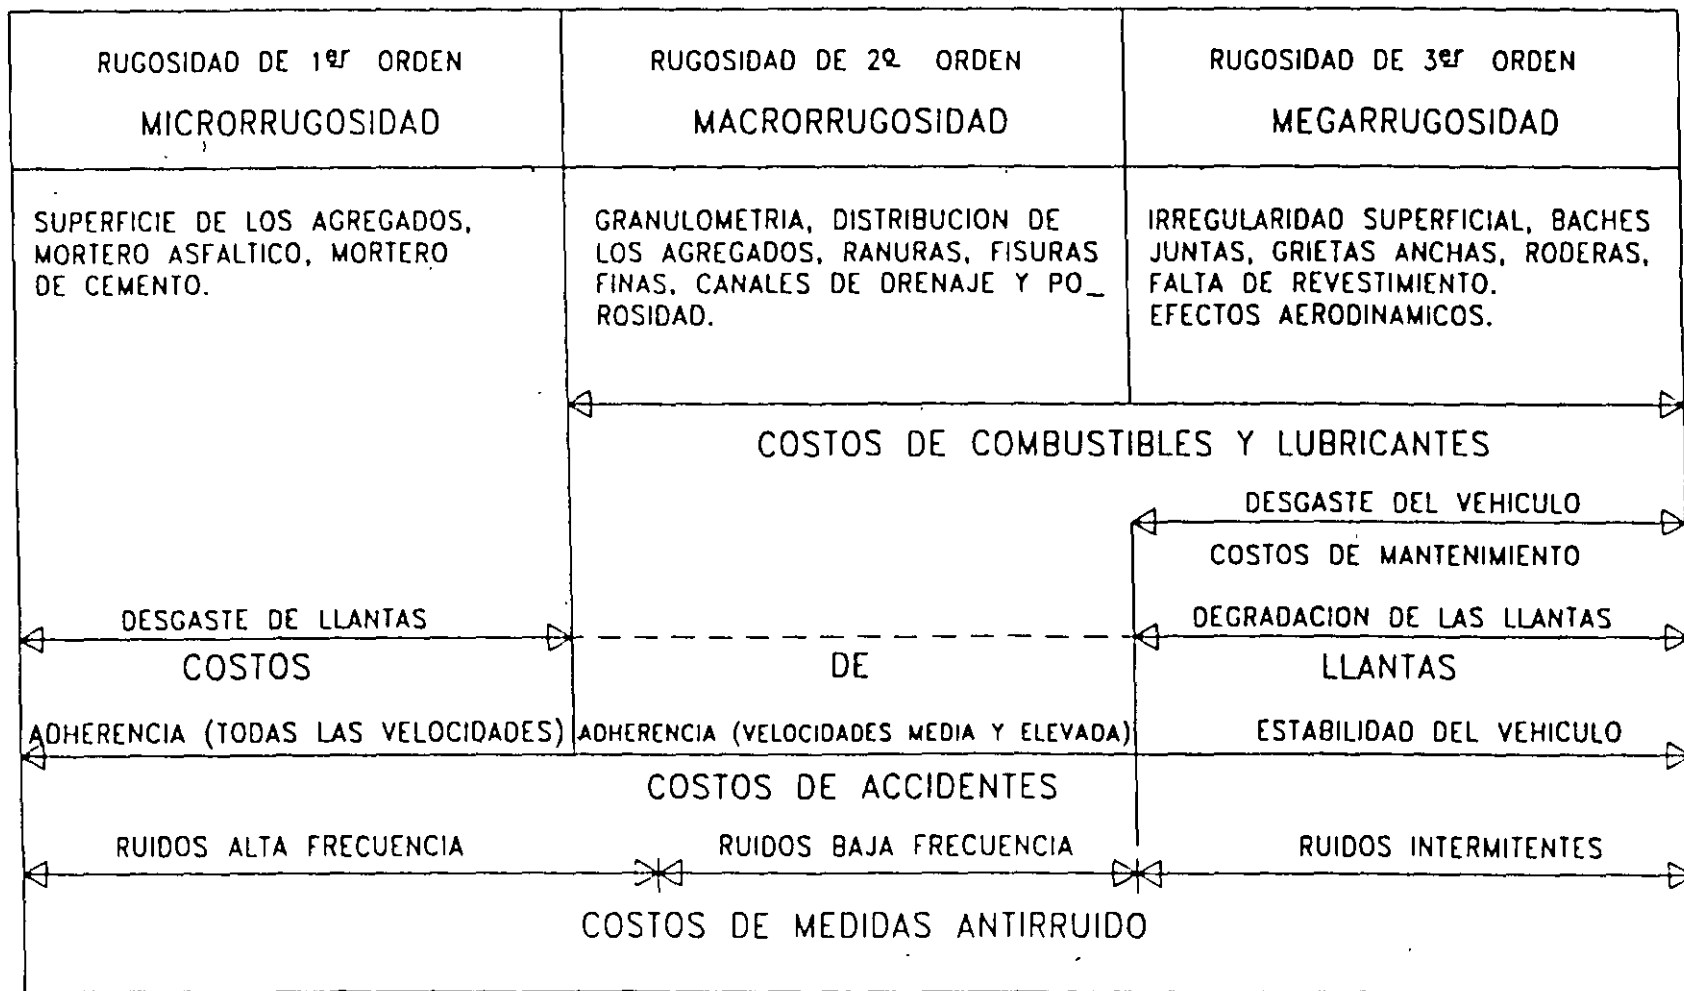 RUGOSIDAD DE 1er ORDEN
MICRORRUGOSIDAD
RUGOSIDAD DE 2o ORDEN
MACRORRUGOSIDAD
RUGOSIDAD DE 3er ORDEN
MEGARRUGOSIDAD
SUPERFICIE DE LOS AGREGADOS,
MORTERO ASFALTICO, MORTERO
DE CEMENTO.
GRANULOMETRIA, DISTRIBUCION DE
LOS AGREGADOS, RANURAS, FISURAS
FINAS, CANALES DE DRENAJE Y PO_
ROSIDAD.
IRREGULARIDAD SUPERFICIAL, BACHES
JUNTAS, GRIETAS ANCHAS, RODERAS,
FALTA DE REVESTIMIENTO.
EFECTOS AERODINAMICOS.
COSTOS DE COMBUSTIBLES Y LUBRICANTES
DESGASTE DEL VEHICULO
COSTOS DE MANTENIMIENTO
DESGASTE DE LLANTAS
DEGRADACION DE LAS LLANTAS
COSTOS DE LLANTAS
ADHERENCIA (TODAS LAS VELOCIDADES)
ADHERENCIA (VELOCIDADES MEDIA Y ELEVADA)
ESTABILIDAD DEL VEHICULO
COSTOS DE ACCIDENTES
RUIDOS ALTA FRECUENCIA
RUIDOS BAJA FRECUENCIA
RUIDOS INTERMITENTES
COSTOS DE MEDIDAS ANTIRRUIDO